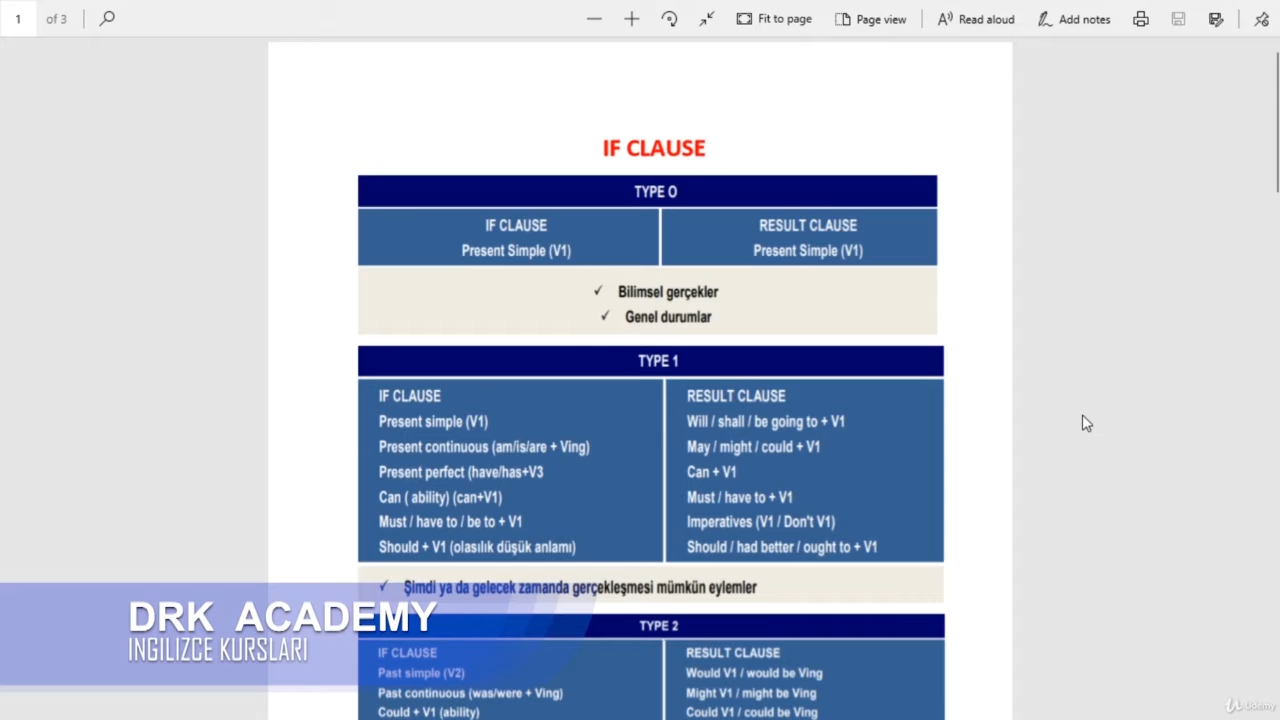 1 of 3 Fit to page Page view Read aloud Add notes
IF CLAUSE
TYPE O
IF CLAUSE
Present Simple (V1)
RESULT CLAUSE
Present Simple (V1)
✓ Bilimsel gerçekler
✓ Genel durumlar
TYPE 1
IF CLAUSE
Present simple (V1)
Present continuous (am/is/are + Ving)
Present perfect (have/has+V3
Can ( ability) (can+V1)
Must / have to / be to + V1
Should + V1 (olasılık düşük anlamı)
RESULT CLAUSE
Will / shall / be going to + V1
May / might / could + V1
Can + V1
Must / have to + V1
Imperatives (V1 / Don't V1)
Should / had better / ought to + V1
✓ Şimdi ya da gelecek zamanda gerçekleşmesi mümkün eylemler
TYPE 2
IF CLAUSE
Past simple (V2)
Past continuous (was/were + Ving)
Could + V1 (ability)
RESULT CLAUSE
Would V1 / would be Ving
Might V1 / might be Ving
Could V1 / could be Ving
DRK ACADEMY
INGILIZCE KURSLARI
Udemy